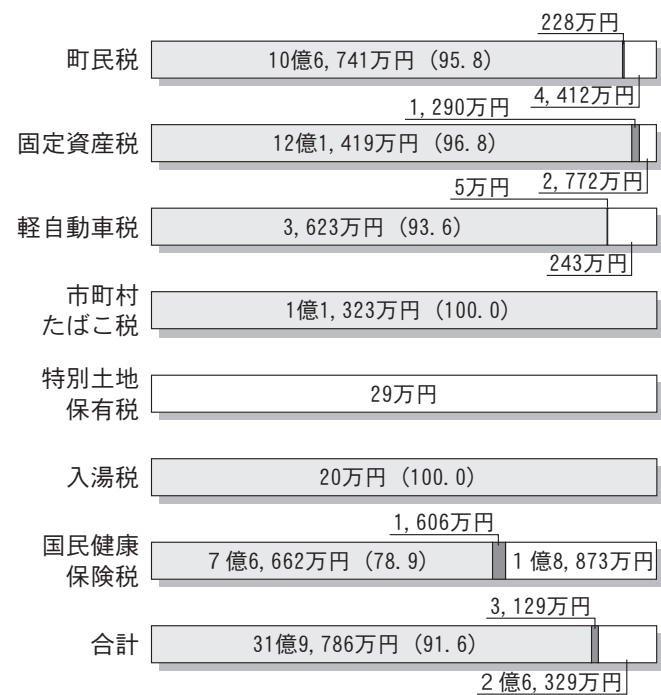 228万円
町民税
10億6,741万円 (95.8)
4,412万円
1,290万円
固定資産税
12億1,419万円 (96.8)
2,772万円
5万円
軽自動車税
3,623万円 (93.6)
243万円
市町村
たばこ税
1億1,323万円 (100.0)
特別土地
保有税
29万円
入湯税
20万円 (100.0)
1,606万円
国民健康
保険税
7億6,662万円 (78.9)
1億8,873万円
3,129万円
合計
31億9,786万円 (91.6)
2億6,329万円